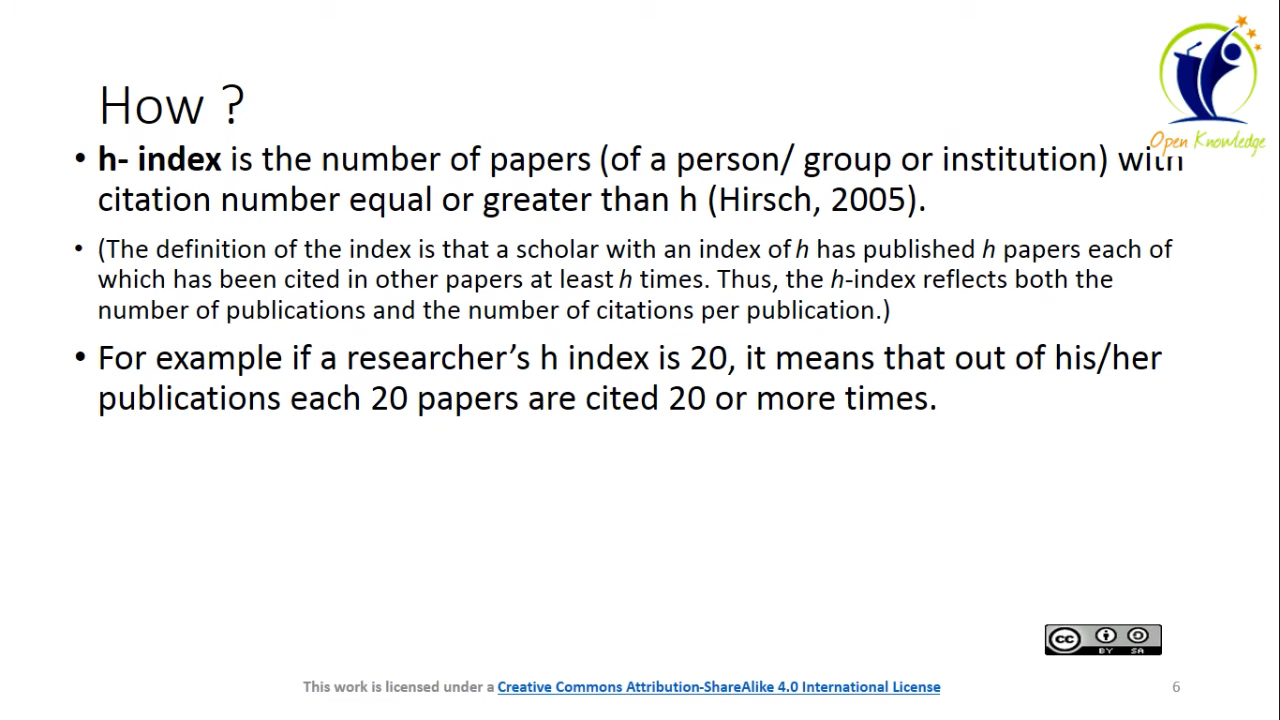 Open Knowledge
How ?
• h- index is the number of papers (of a person/ group or institution) with
citation number equal or greater than h (Hirsch, 2005).
• (The definition of the index is that a scholar with an index of h has published h papers each of
which has been cited in other papers at least h times. Thus, the h-index reflects both the
number of publications and the number of citations per publication.)
• For example if a researcher’s h index is 20, it means that out of his/her
publications each 20 papers are cited 20 or more times.
cc
BY SA
This work is licensed under a Creative Commons Attribution-ShareAlike 4.0 International License
6